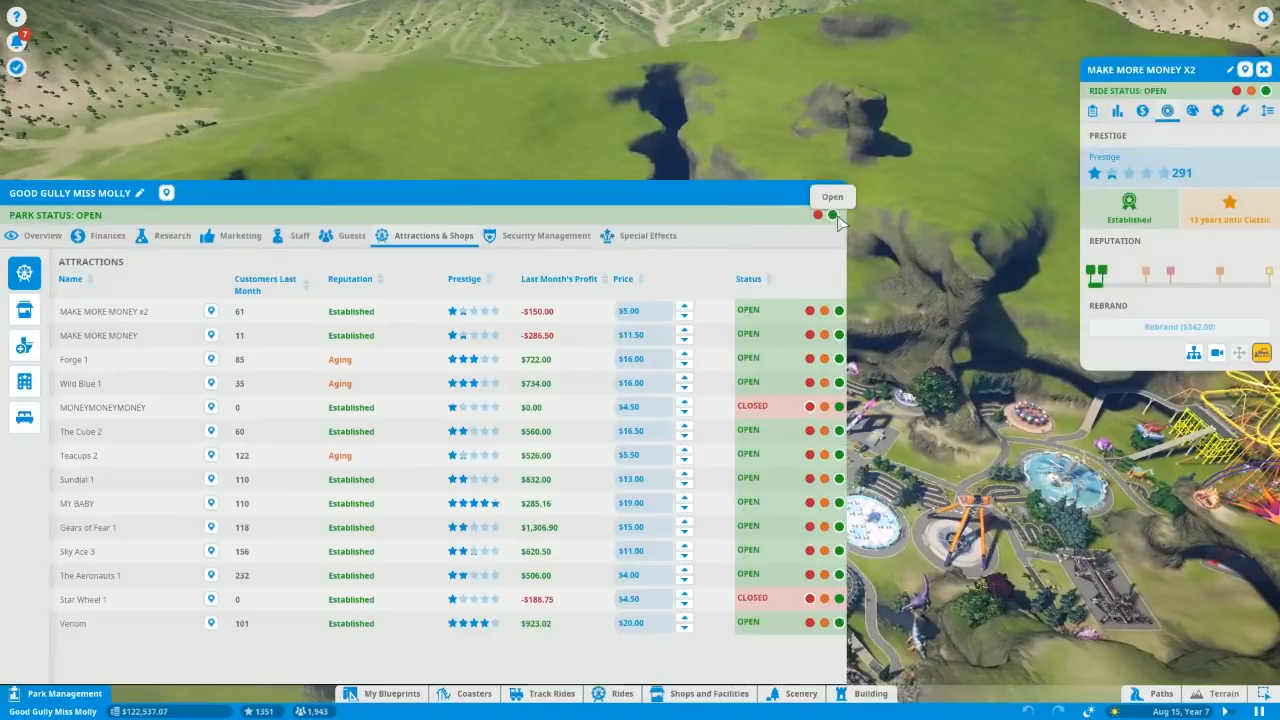 ?
7
MAKE MORE MONEY X2
RIDE STATUS: OPEN
PRESTIGE
Prestige
291
Established
13 years until Classic
REPUTATION
REBRAND
Rebrand ($342.00)
GOOD GULLY MISS MOLLY
Open
PARK STATUS: OPEN
Overview Finances Research Marketing Staff Guests Attractions & Shops Security Management Special Effects
ATTRACTIONS
Name Customers Last Month Reputation Prestige Last Month's Profit Price Status
MAKE MORE MONEY x2 61 Established -$150.00 $5.00 OPEN
MAKE MORE MONEY 11 Established -$286.50 $11.50 OPEN
Forge 1 85 Aging $722.00 $16.00 OPEN
Wild Blue 1 35 Aging $734.00 $16.00 OPEN
MONEYMONEYMONEY 0 Established $0.00 $4.50 CLOSED
The Cube 2 60 Established $560.00 $16.50 OPEN
Teacups 2 122 Aging $526.00 $5.50 OPEN
Sundial 1 110 Established $832.00 $13.00 OPEN
MY BABY 110 Established $285.16 $19.00 OPEN
Gears of Fear 1 118 Established $1,306.90 $15.00 OPEN
Sky Ace 3 156 Established $620.50 $11.00 OPEN
The Aeronauts 1 232 Established $506.00 $4.00 OPEN
Star Wheel 1 0 Established -$188.75 $4.50 CLOSED
Venom 101 Established $923.02 $20.00 OPEN
Park Management My Blueprints Coasters Track Rides Rides Shops and Facilities Scenery Building Paths Terrain
Good Gully Miss Molly $122,537.07 1351 1,943 Aug 15, Year 7